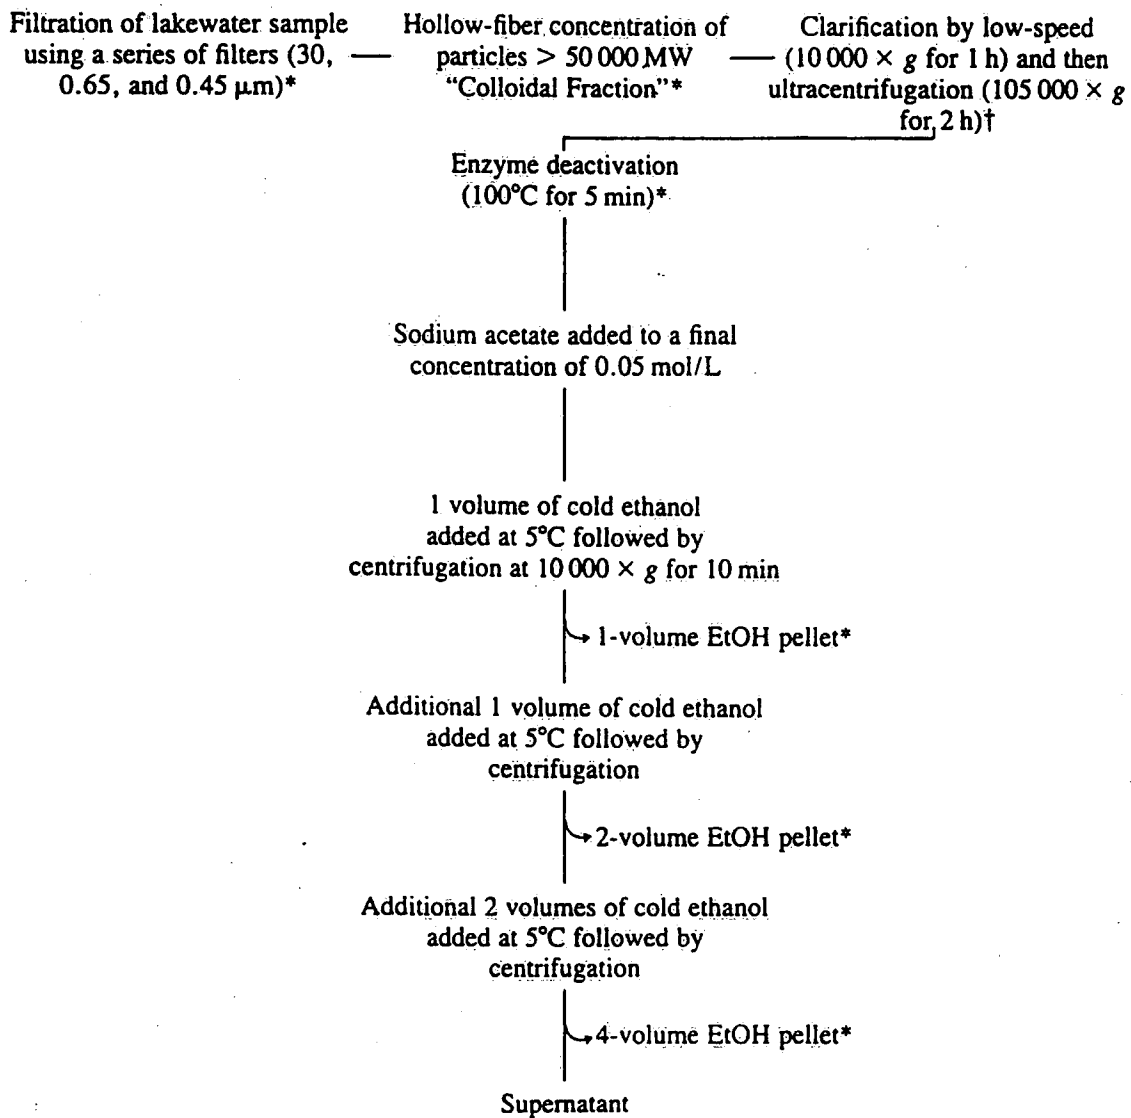 Filtration of lakewater sample
using a series of filters (30,
0.65, and 0.45 μm)*
Hollow-fiber concentration of
particles > 50 000 MW
"Colloidal Fraction"*
Clarification by low-speed
(10 000 × g for 1 h) and then
ultracentrifugation (105 000 × g
for 2 h)†
Enzyme deactivation
(100°C for 5 min)*
Sodium acetate added to a final
concentration of 0.05 mol/L
1 volume of cold ethanol
added at 5°C followed by
centrifugation at 10 000 × g for 10 min
1-volume EtOH pellet*
Additional 1 volume of cold ethanol
added at 5°C followed by
centrifugation
2-volume EtOH pellet*
Additional 2 volumes of cold ethanol
added at 5°C followed by
centrifugation
4-volume EtOH pellet*
Supernatant